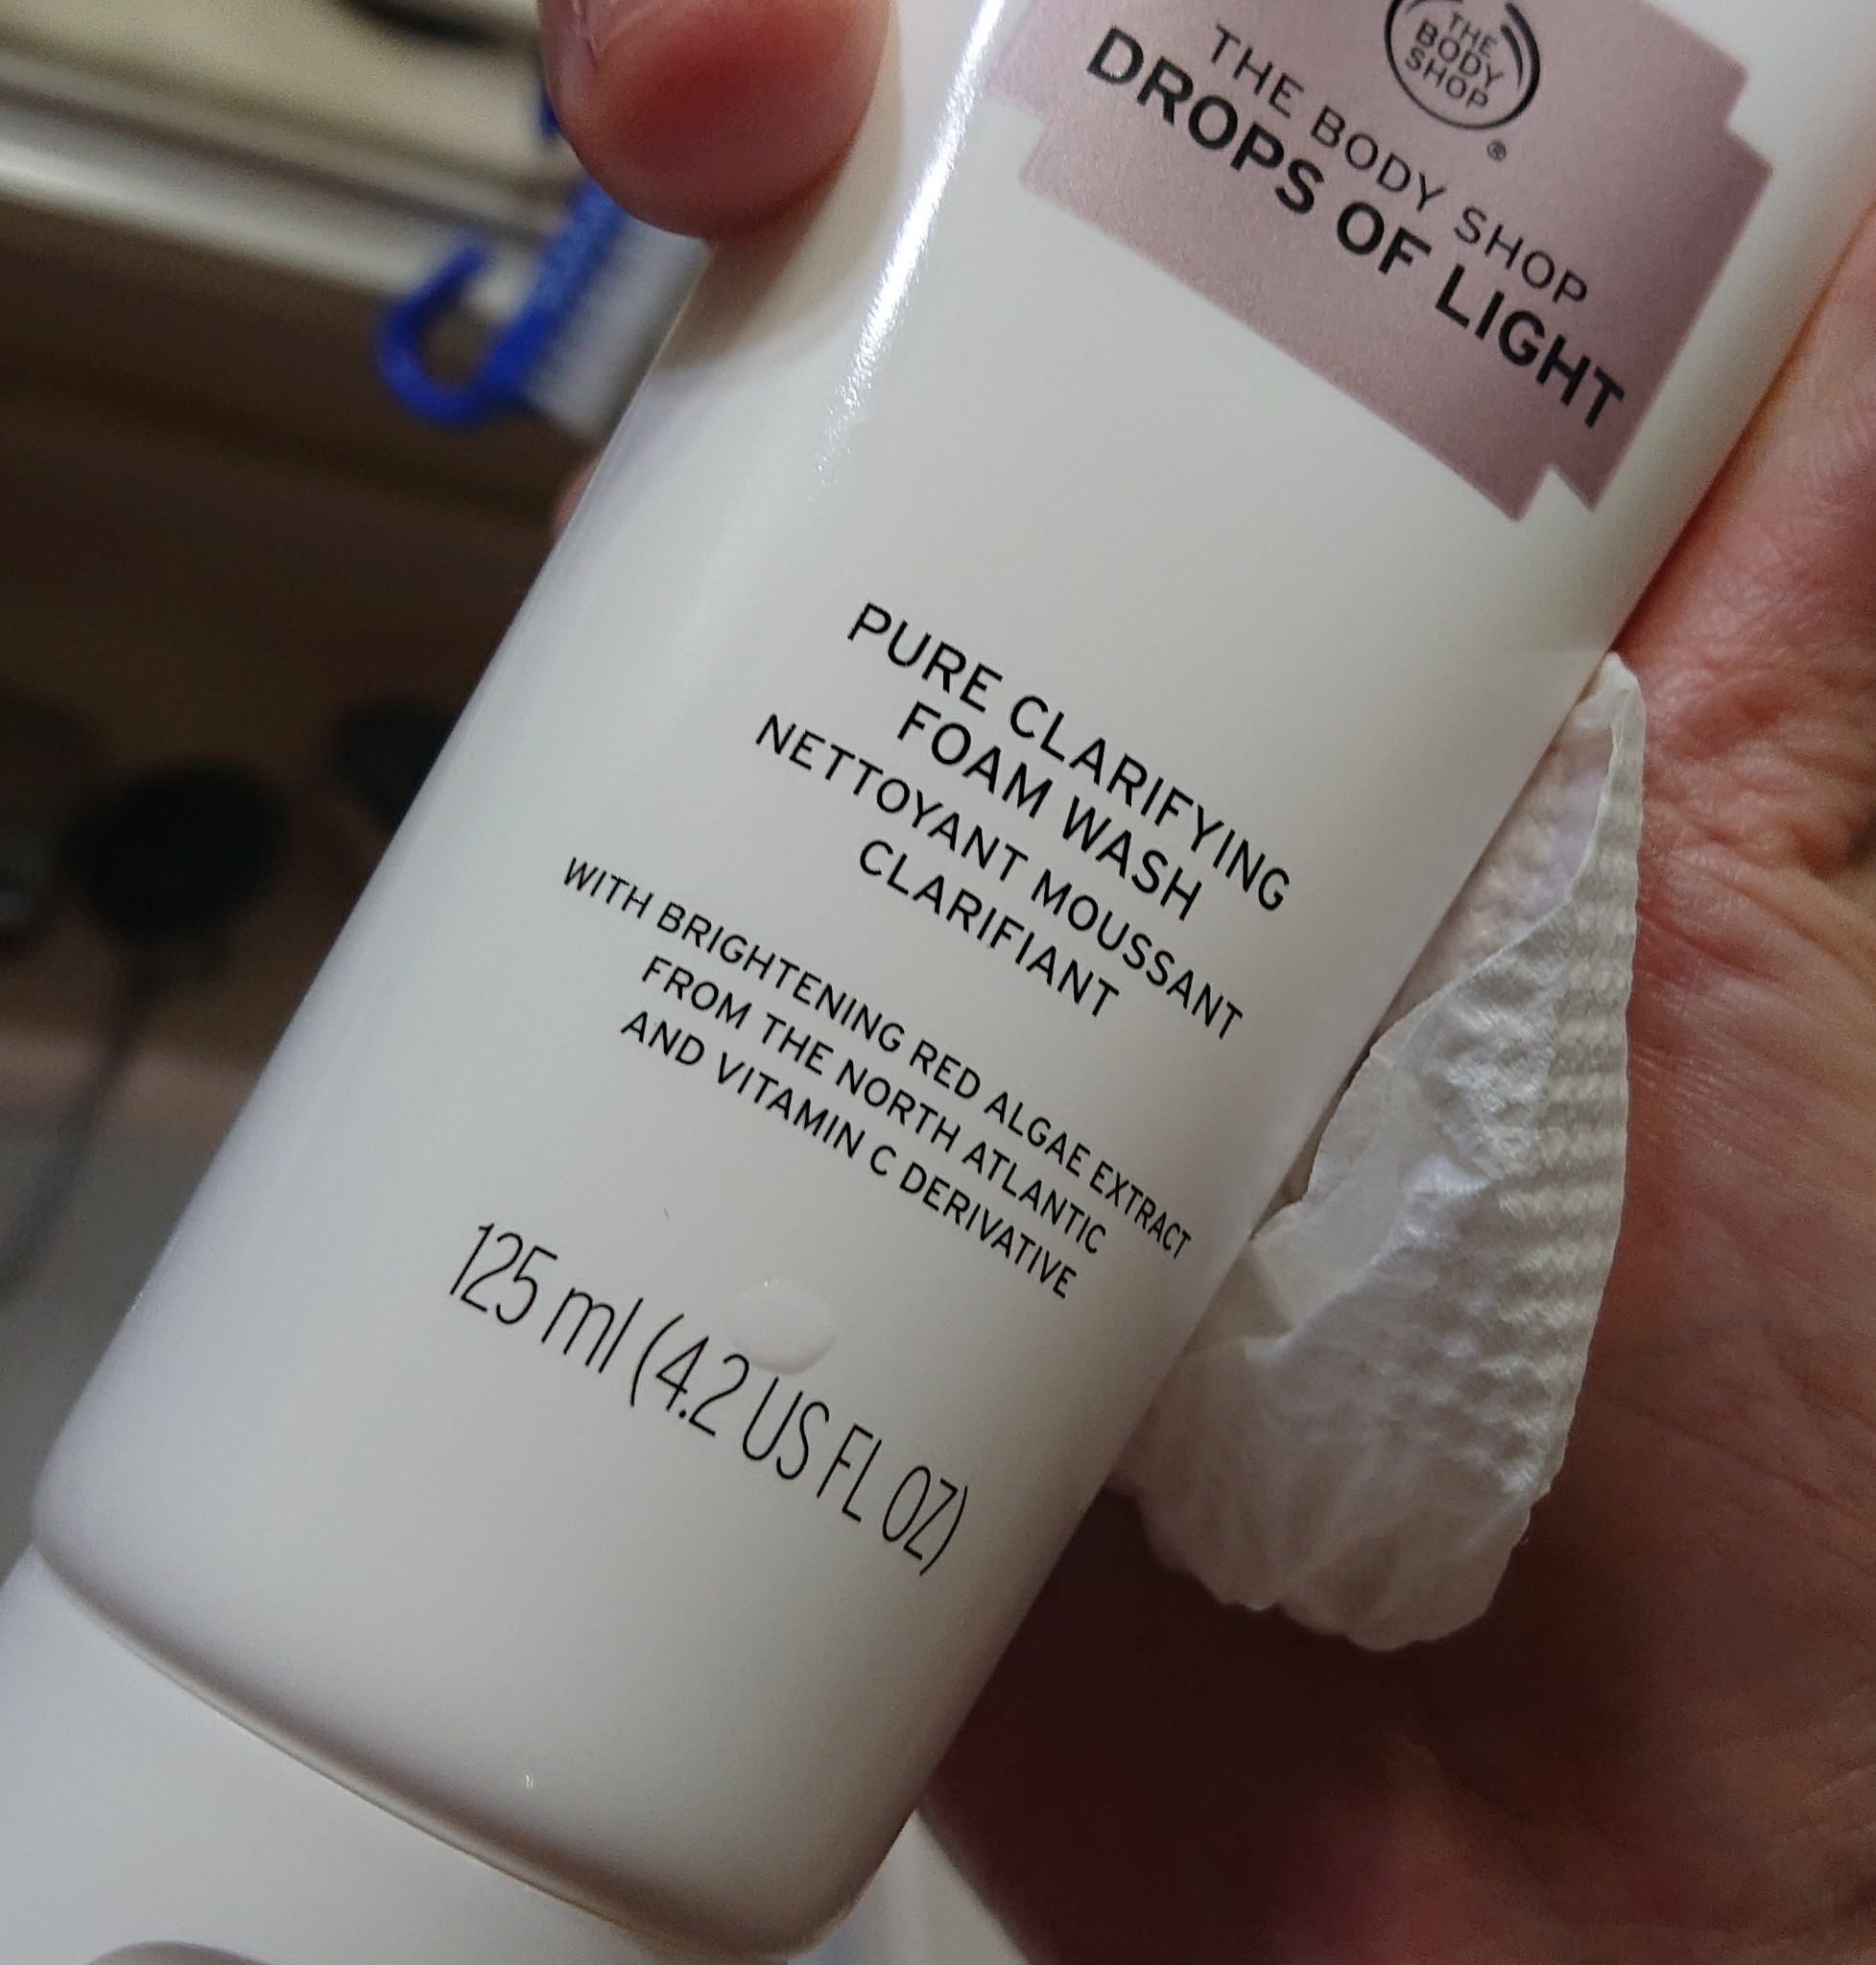 THE
BODY
SHOP
®
THE BODY SHOP
DROPS OF LIGHT
PURE CLARIFYING
FOAM WASH
NETTOYANT MOUSSANT
CLARIFIANT
WITH BRIGHTENING RED ALGAE EXTRACT
FROM THE NORTH ATLANTIC
AND VITAMIN C DERIVATIVE
125 ml (4.2 US FL OZ)